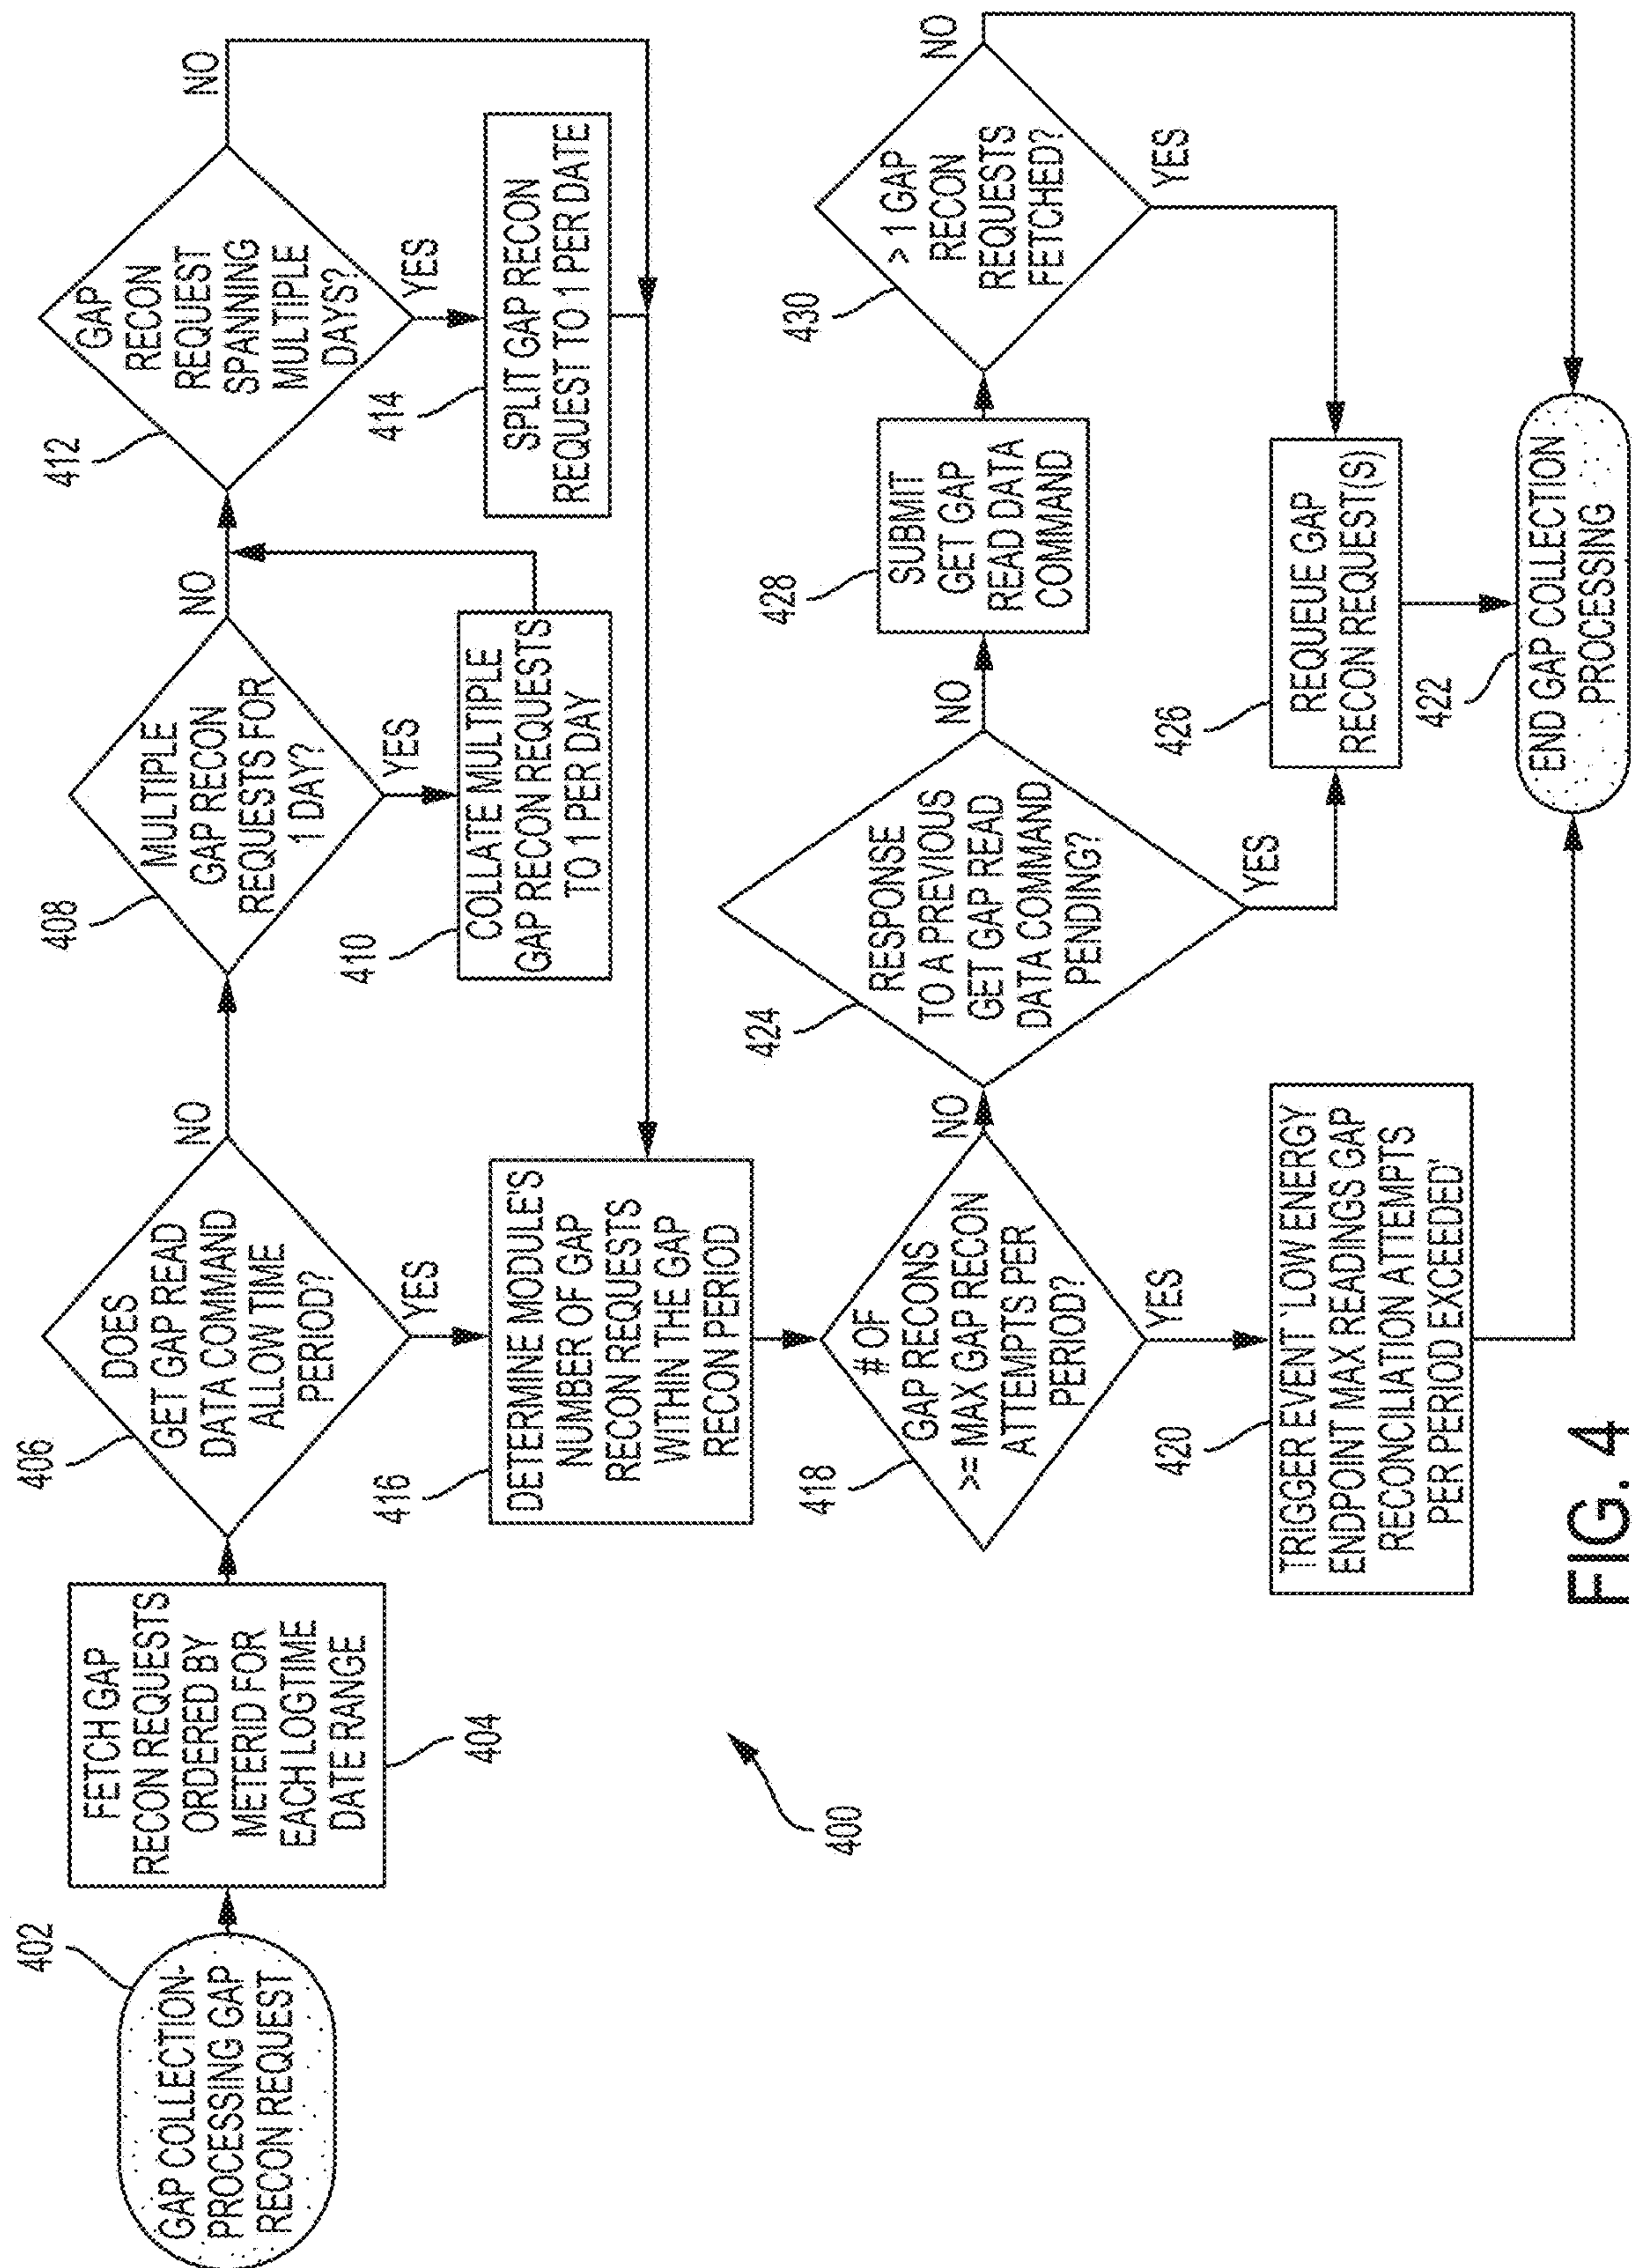 402
GAP COLLECTION-
PROCESSING GAP
RECON REQUEST
FETCH GAP
RECON REQUESTS
ORDERED BY
METERID FOR
EACH LOGTIME
DATE RANGE
404
406
DOES
GET GAP READ
DATA COMMAND
ALLOW TIME
PERIOD?
NO
YES
408
MULTIPLE
GAP RECON
REQUESTS FOR
1 DAY?
NO
YES
410
COLLATE MULTIPLE
GAP RECON REQUESTS
TO 1 PER DAY
412
GAP
RECON
REQUEST
SPANNING
MULTIPLE
DAYS?
NO
YES
414
SPLIT GAP RECON
REQUEST TO 1 PER DATE
416
DETERMINE MODULE'S
NUMBER OF GAP
RECON REQUESTS
WITHIN THE GAP
RECON PERIOD
418
# OF
GAP RECONS
>= MAX GAP RECON
ATTEMPTS PER
PERIOD?
NO
YES
420
TRIGGER EVENT 'LOW ENERGY
ENDPOINT MAX READINGS GAP
RECONCILIATION ATTEMPTS
PER PERIOD EXCEEDED'
424
RESPONSE
TO A PREVIOUS
GET GAP READ
DATA COMMAND
PENDING?
NO
YES
428
SUBMIT
GET GAP
READ DATA
COMMAND
430
> 1 GAP
RECON
REQUESTS
FETCHED?
NO
YES
426
REQUEUE GAP
RECON REQUEST(S)
422
END GAP COLLECTION
PROCESSING
400
FIG. 4